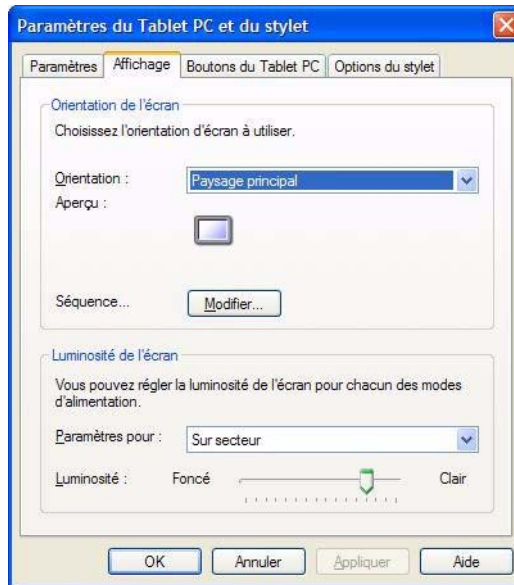 Paramètres du Tablet PC et du stylet
Paramètres Affichage Boutons du Tablet PC Options du stylet
Orientation de l'écran
Choisissez l'orientation d'écran à utiliser.
Orientation : Paysage principal
Aperçu :
Séquence... Modifier...
Luminosité de l'écran
Vous pouvez régler la luminosité de l'écran pour chacun des modes
d'alimentation.
Paramètres pour : Sur secteur
Luminosité : Foncé Clair
OK Annuler Appliquer Aide